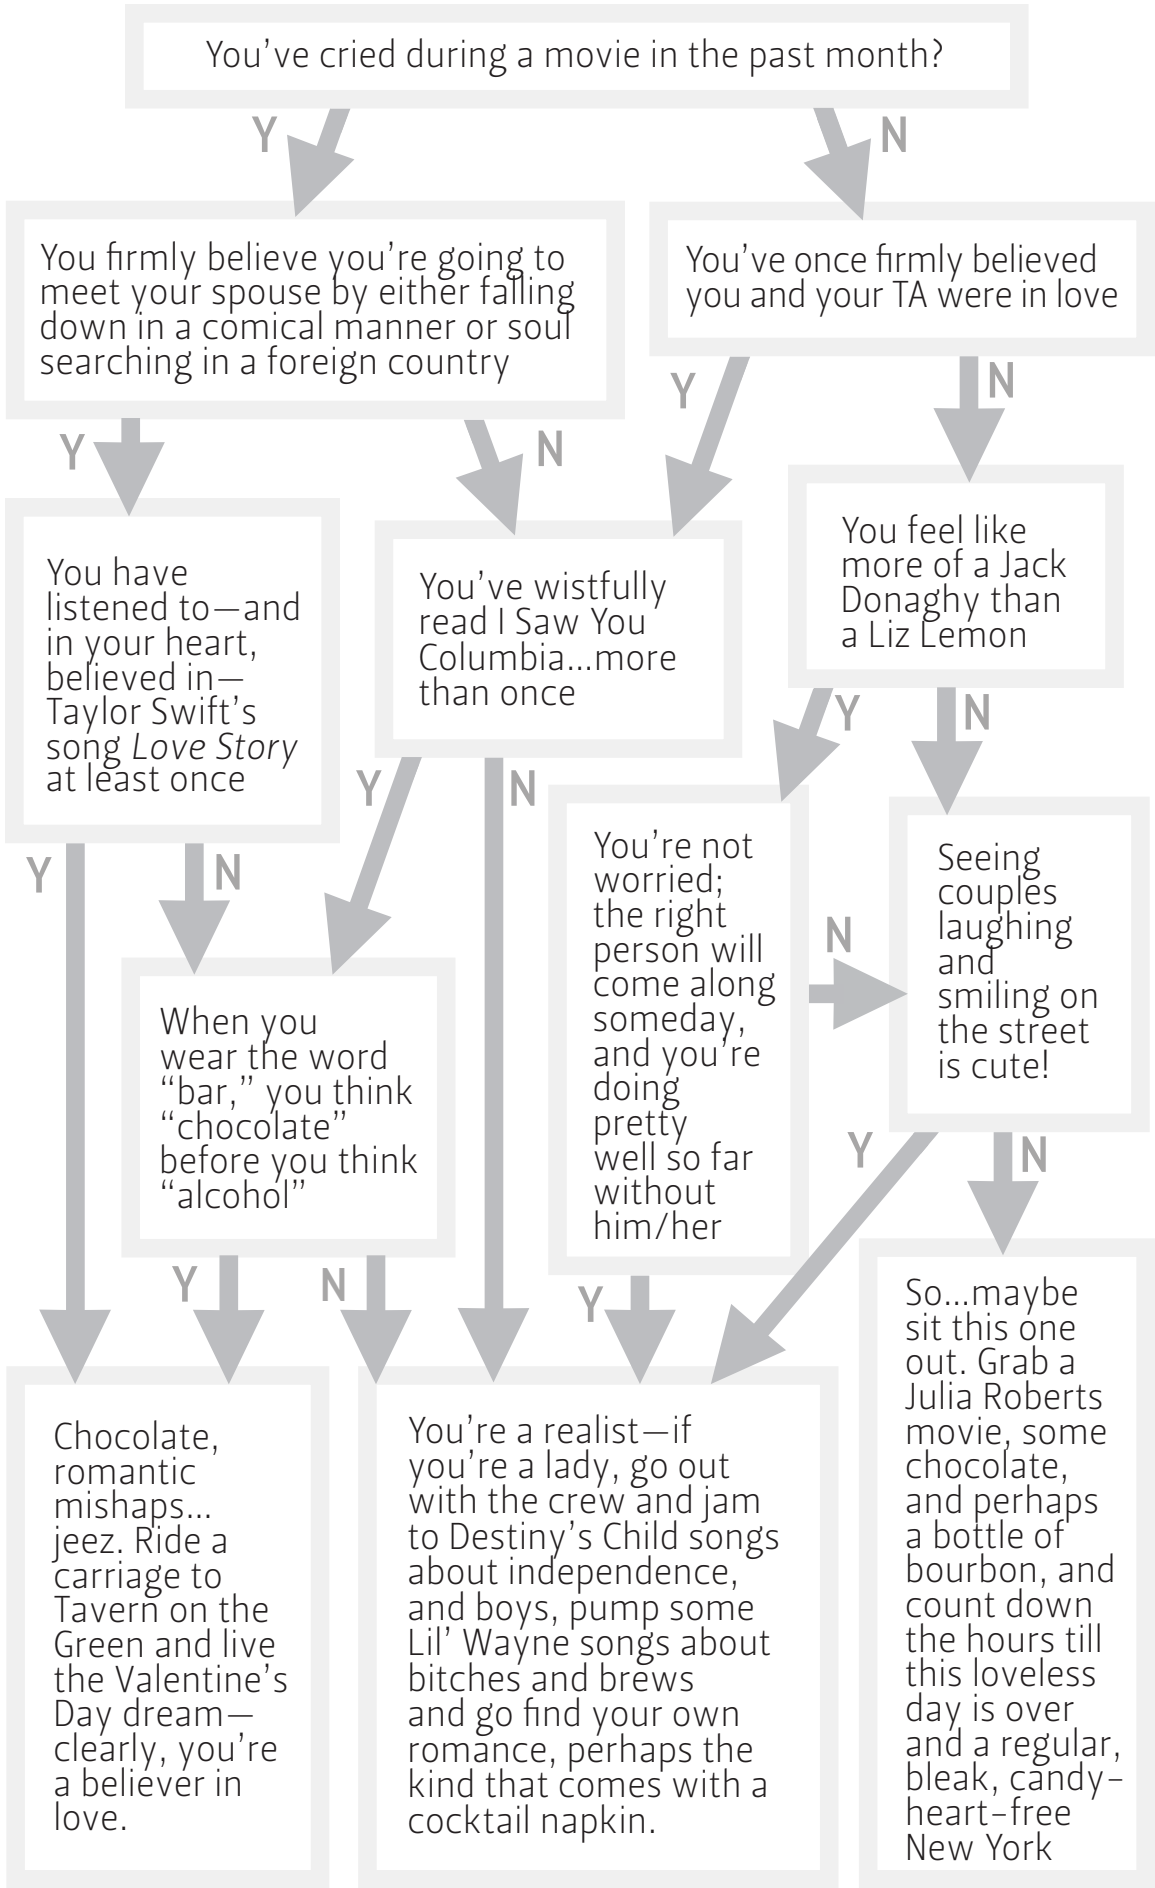 You've cried during a movie in the past month?
Y
N
You firmly believe you're going to
meet your spouse by either falling
down in a comical manner or soul
searching in a foreign country
You've once firmly believed
you and your TA were in love
Y
N
Y
N
You have
listened to—and
in your heart,
believed in—
Taylor Swift's
song Love Story
at least once
You've wistfully
read I Saw You
Columbia...more
than once
You feel like
more of a Jack
Donaghy than
a Liz Lemon
Y
N
Y
N
Y
N
When you
wear the word
“bar,” you think
“chocolate”
before you think
“alcohol”
You're not
worried;
the right
person will
come along
someday,
and you're
doing
pretty
well so far
without
him/her
N
Seeing
couples
laughing
and
smiling on
the street
is cute!
Y
N
Y
Y
N
Chocolate,
romantic
mishaps...
jeez. Ride a
carriage to
Tavern on the
Green and live
the Valentine's
Day dream—
clearly, you're
a believer in
love.
You're a realist—if
you're a lady, go out
with the crew and jam
to Destiny's Child songs
about independence,
and boys, pump some
Lil' Wayne songs about
bitches and brews
and go find your own
romance, perhaps the
kind that comes with a
cocktail napkin.
So...maybe
sit this one
out. Grab a
Julia Roberts
movie, some
chocolate,
and perhaps
a bottle of
bourbon, and
count down
the hours till
this loveless
day is over
and a regular,
bleak, candy-
heart-free
New York